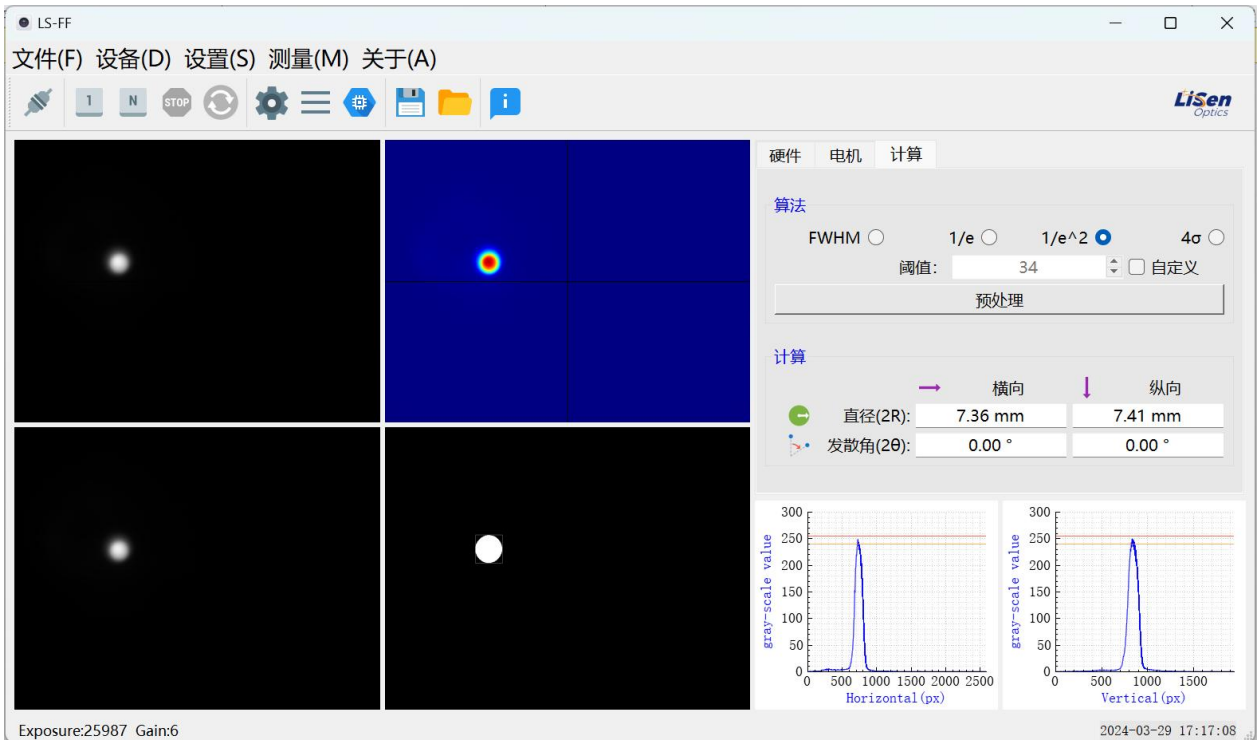 LS-FF
文件(F) 设备(D) 设置(S) 测量(M) 关于(A)
1 N STOP i
LiSen
Optics
硬件 电机 计算
算法
FWHM 1/e 1/e^2 4σ
阈值: 34 自定义
预处理
计算
横向 纵向
直径(2R): 7.36 mm 7.41 mm
发散角(2θ): 0.00 ° 0.00 °
gray-scale value
300
250
200
150
100
50
0
0 500 1000 1500 2000 2500
Horizontal(px)
gray-scale value
300
250
200
150
100
50
0
0 500 1000 1500
Vertical(px)
Exposure:25987 Gain:6
2024-03-29 17:17:08